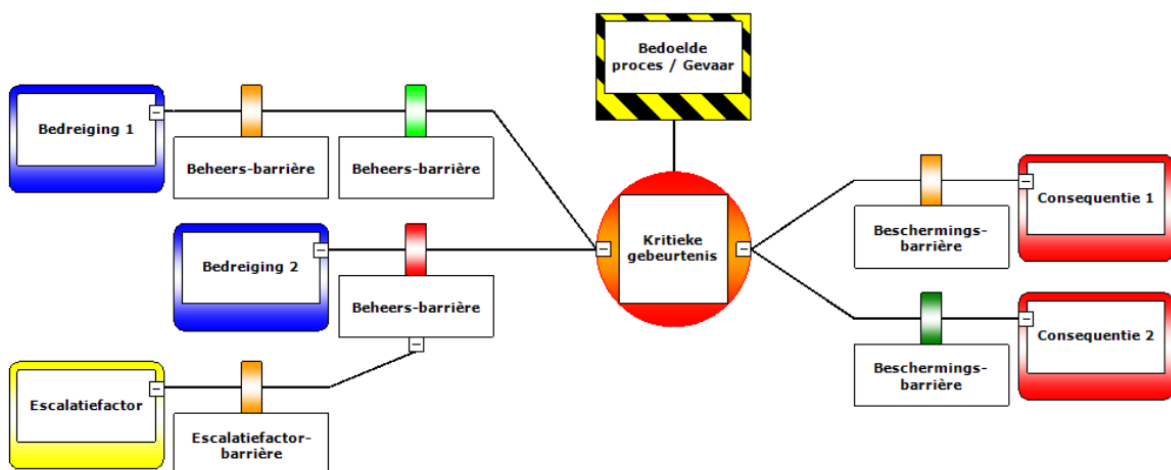 Bedoelde
proces / Gevaar
Bedreiging 1
Beheers-barrière
Beheers-barrière
Bedreiging 2
Beheers-barrière
Escalatiefactor
Escalatiefactor-
barrière
Kritieke
gebeurtenis
Beschermings-
barrière
Consequentie 1
Beschermings-
barrière
Consequentie 2